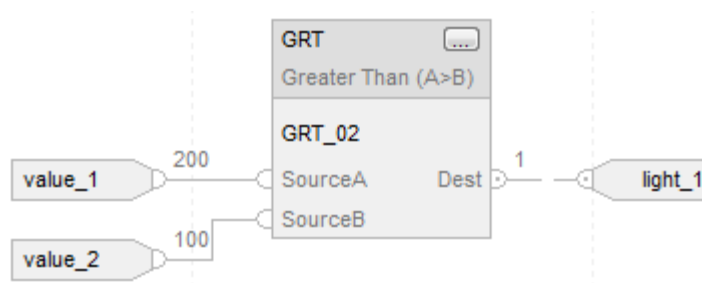 GRT ...
Greater Than (A>B)
GRT_02
200
value_1
SourceA
Dest
1
light_1
SourceB
100
value_2